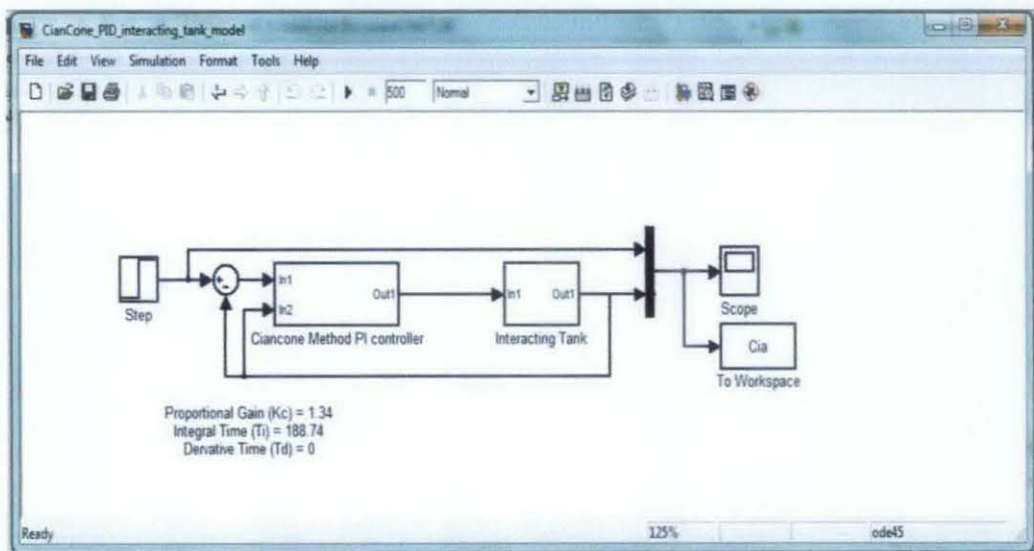 CianCone_PID_interacting_tank_model
File Edit View Simulation Format Tools Help
500 Normal
Step
In1
In2
Out1
Ciancone Method PI controller
In1 Out1
Interacting Tank
Scope
Cia
To Workspace
Proportional Gain (Kc) = 1.34
Integral Time (Ti) = 188.74
Dervative Time (Td) = 0
Ready 125% ode45